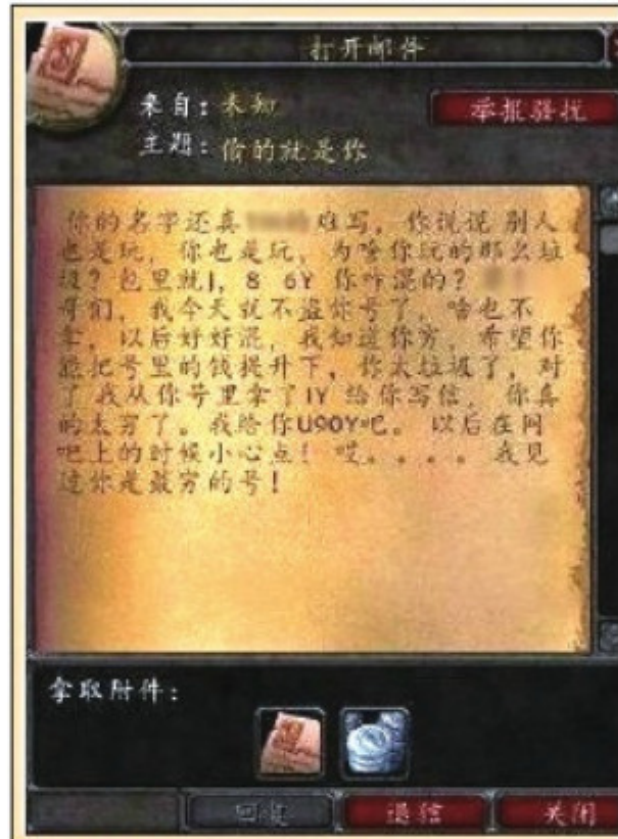 打开邮件
来自：未知
举报骚扰
主题：偷的就是你
你的名字还真 难写，你说说 别人
也是玩，你也是玩，为啥你玩的那么垃
圾？包里就1，8 6Y 你咋混的？
哥们，我今天就不盗你号了，啥也不
拿，以后好好混，我知道你穷，希望你
能把号里的钱提升下，你太垃圾了，对
了 我从你号里拿了1Y 给你写信，你真
的太穷了。我给你U90Y吧。 以后在网
吧上的时候小心点！ 哎。。。。 我见
过你是最穷的号！
拿取附件：
回复
退信
关闭